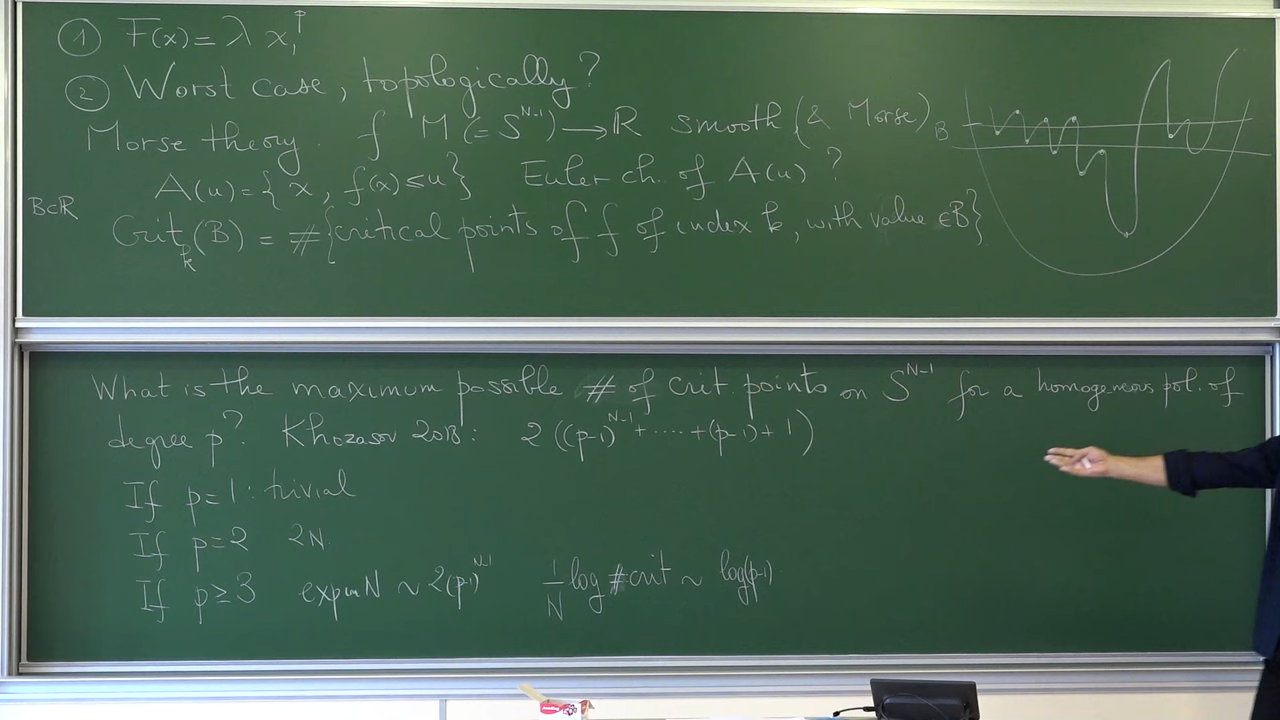 ① F(x) = λ x₁ᵖ
② Worst case, topologically?
Morse theory. f M (= S^{N-1}) ⟶ ℝ smooth (& Morse)
A(u) = { x, f(x) ≤ u } Euler ch. of A(u)?
B⊂ℝ
Crit_k (B) = #{critical points of f of index k, with value ∈B}
B
What is the maximum possible # of crit. points on S^{N-1} for a homogeneous pol. of
degree p? Khozasov 2018: 2 ((p-1)^{N-1} + ···· + (p-1) + 1)
If p=1: trivial
If p=2 2N
If p≥3 exp in N ~ 2(p-1)^{N-1} 1/N log #crit ~ log(p-1)